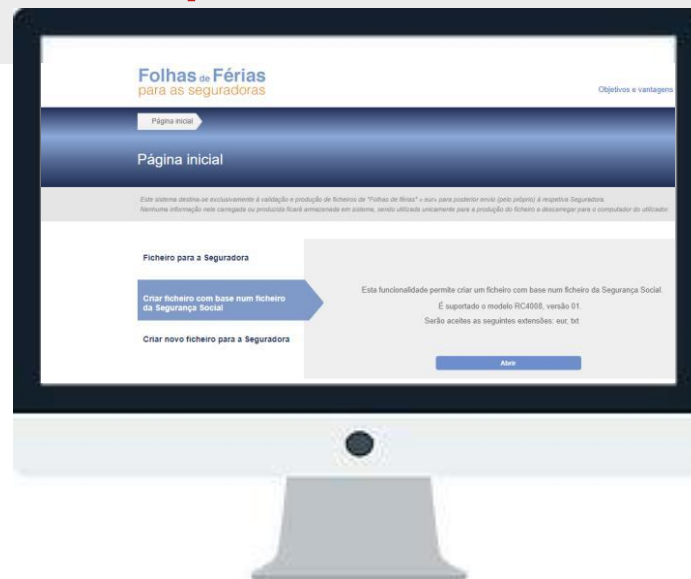 Folhas de Férias
para as seguradoras
Objetivos e vantagens
Página inicial
Página inicial
Este sistema destina-se exclusivamente à validação e produção de ficheiros de "Folhas de férias" « eur» para posterior envio (pelo próprio) à respetiva Seguradora.
Nenhuma informação nele carregada ou produzida ficará armazenada em sistema, sendo utilizada unicamente para a produção do ficheiro a descarregar para o computador do utilizador.
Ficheiro para a Seguradora
Criar ficheiro com base num ficheiro
da Segurança Social
Criar novo ficheiro para a Seguradora
Esta funcionalidade permite criar um ficheiro com base num ficheiro da Segurança Social.
É suportado o modelo RC4008, versão 01.
Serão aceites as seguintes extensões: eur, txt
Abrir